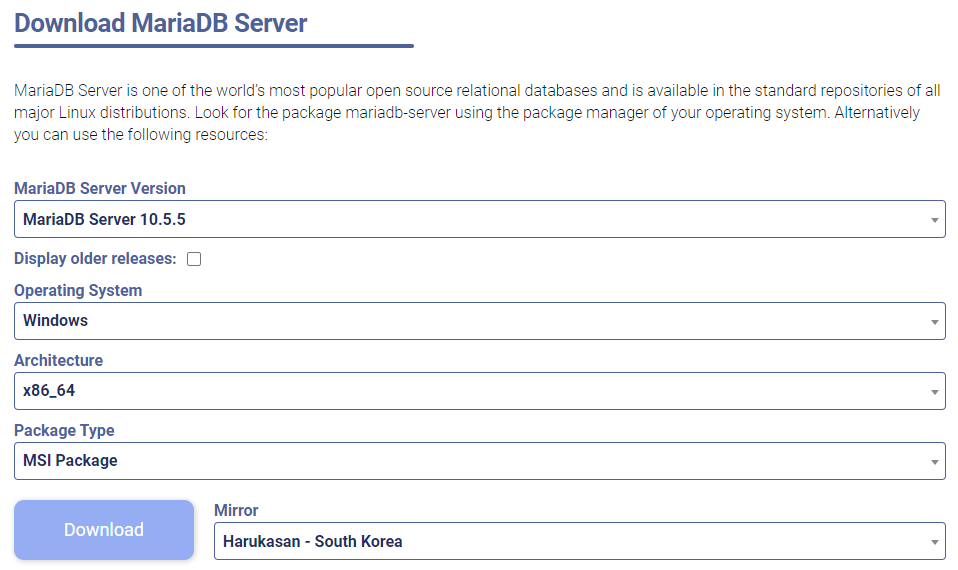 Download MariaDB Server
MariaDB Server is one of the world's most popular open source relational databases and is available in the standard repositories of all
major Linux distributions. Look for the package mariadb-server using the package manager of your operating system. Alternatively
you can use the following resources:
MariaDB Server Version
MariaDB Server 10.5.5
Display older releases:
Operating System
Windows
Architecture
x86_64
Package Type
MSI Package
Mirror
Download
Harukasan - South Korea